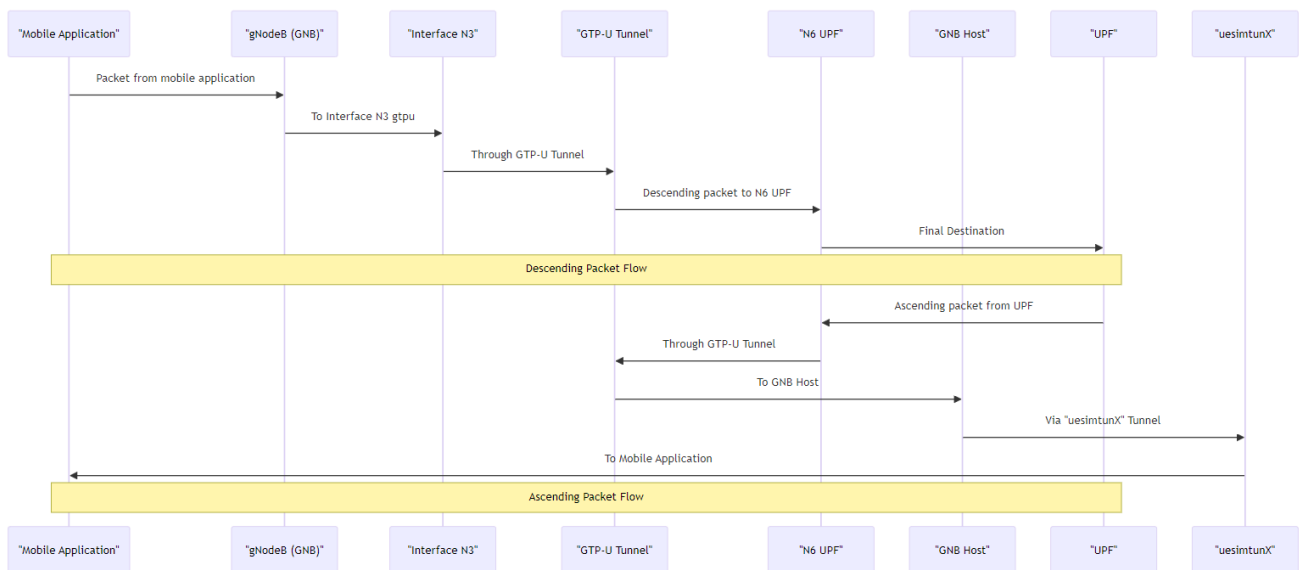 "Mobile Application"
"gNodeB (GNB)"
"Interface N3"
"GTP-U Tunnel"
"N6 UPF"
"GNB Host"
"UPF"
"uesimtunX"
Packet from mobile application
To Interface N3 gtpu
Through GTP-U Tunnel
Descending packet to N6 UPF
Final Destination
Descending Packet Flow
Ascending packet from UPF
Through GTP-U Tunnel
To GNB Host
Via "uesimtunX" Tunnel
To Mobile Application
Ascending Packet Flow
"Mobile Application"
"gNodeB (GNB)"
"Interface N3"
"GTP-U Tunnel"
"N6 UPF"
"GNB Host"
"UPF"
"uesimtunX"